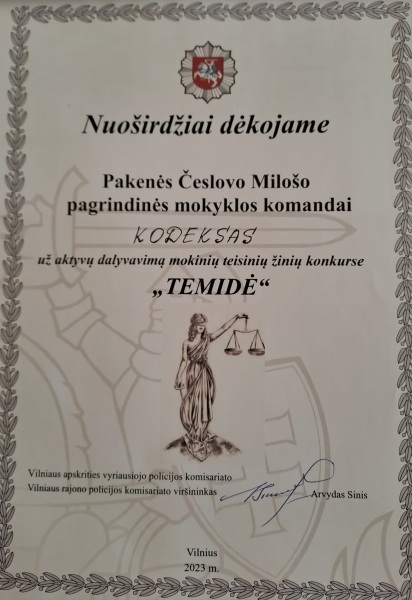 Nuoširdžiai dėkojame
Pakenės Česlovo Milošo
pagrindinės mokyklos komandai
KODEKSAS
už aktyvų dalyvavimą mokinių teisinių žinių konkurse
„TEMIDĖ“
Vilniaus apskrities vyriausiojo policijos komisariato
Vilniaus rajono policijos komisariato viršininkas
Arvydas Sinis
Vilnius
2023 m.